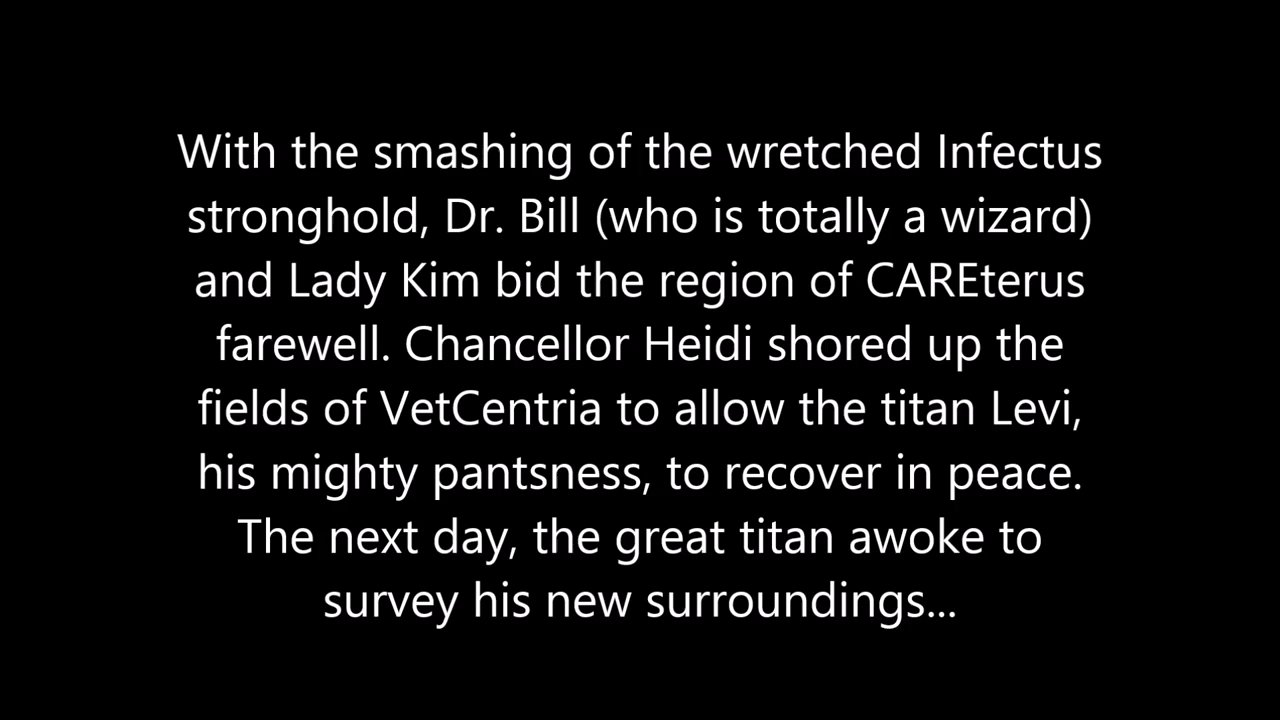 With the smashing of the wretched Infectus
stronghold, Dr. Bill (who is totally a wizard)
and Lady Kim bid the region of CAREterus
farewell. Chancellor Heidi shored up the
fields of VetCentria to allow the titan Levi,
his mighty pantsness, to recover in peace.
The next day, the great titan awoke to
survey his new surroundings...